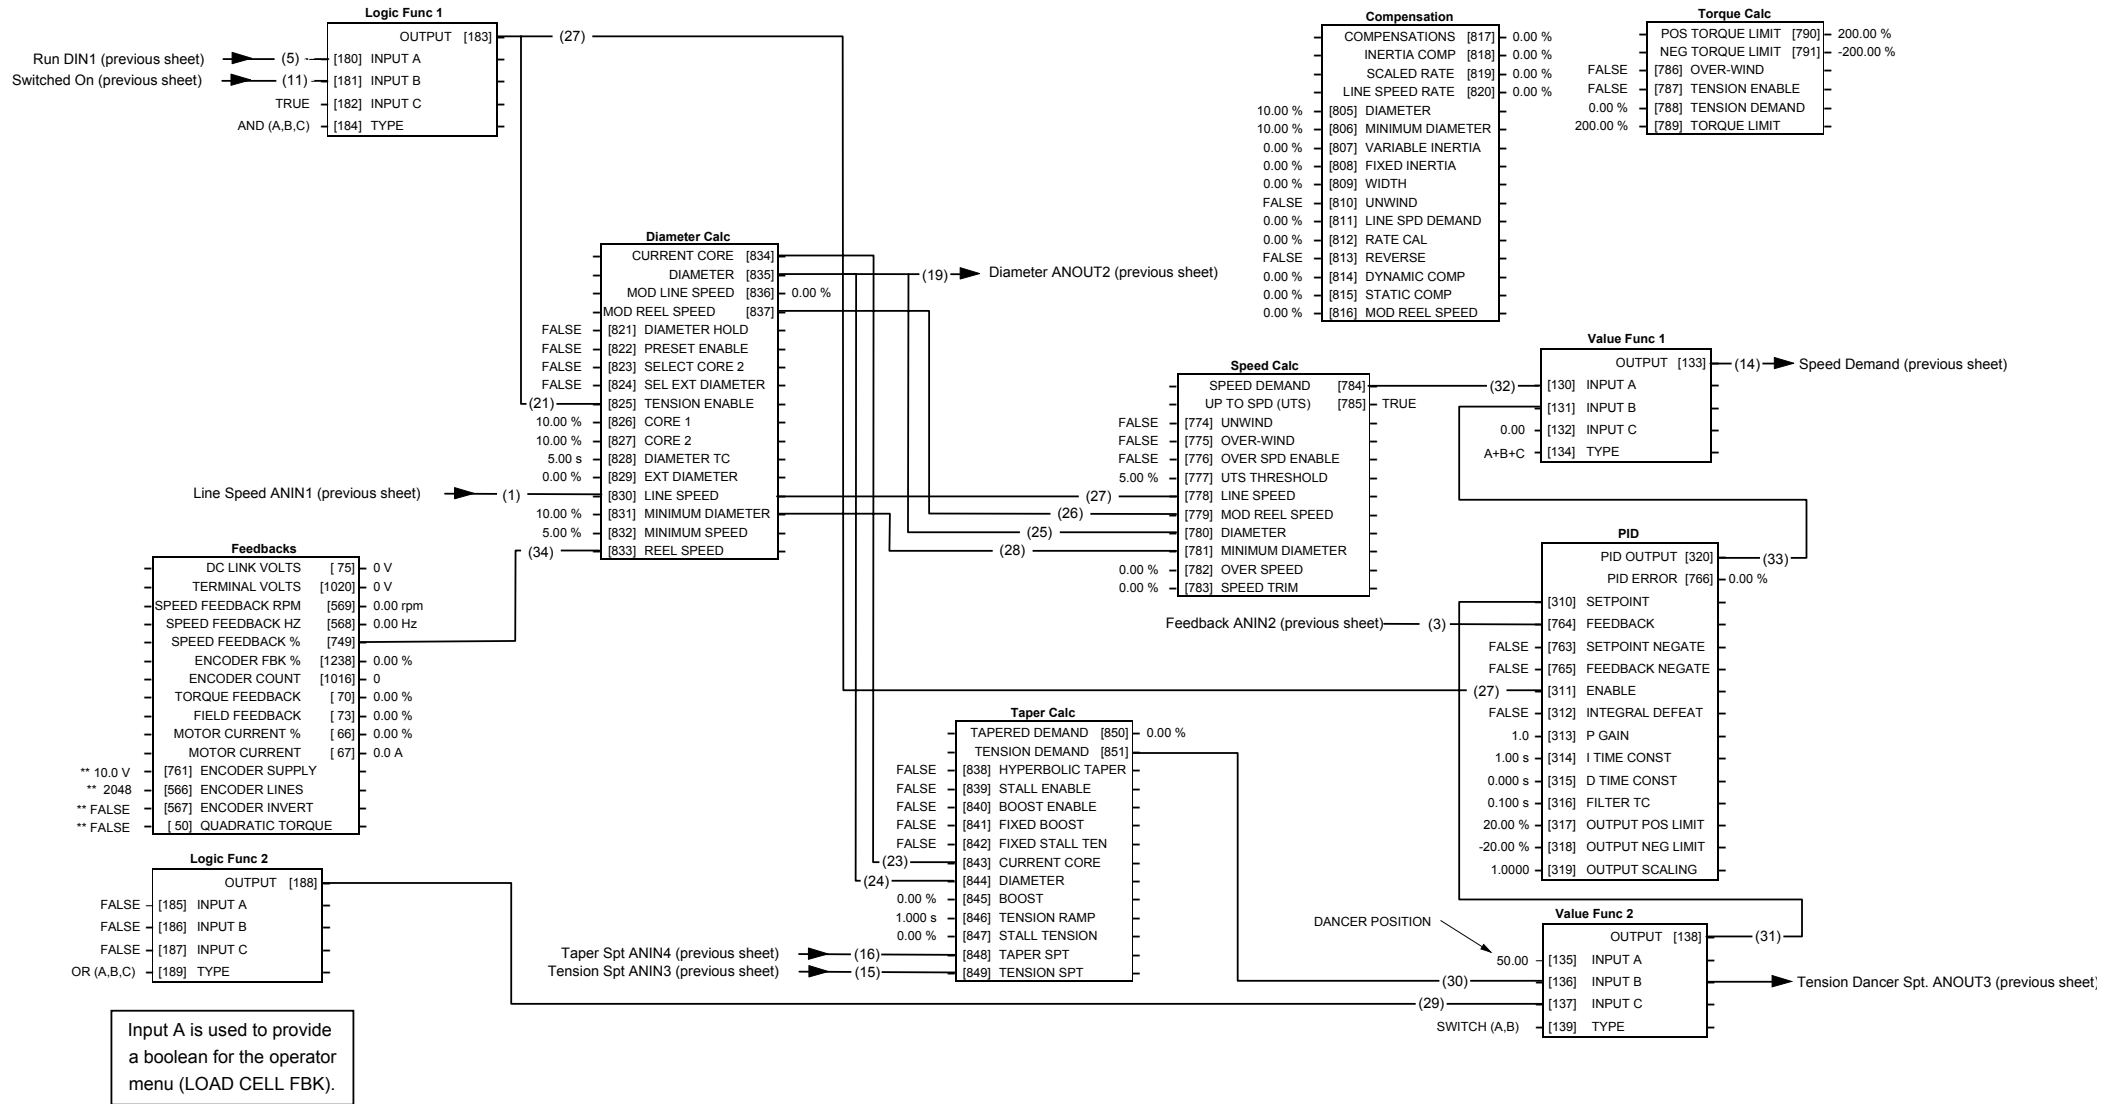 Logic Func 1
OUTPUT [183]
(27)
Run DIN1 (previous sheet) (5) [180] INPUT A
Switched On (previous sheet) (11) [181] INPUT B
TRUE [182] INPUT C
AND (A,B,C) [184] TYPE
Compensation
COMPENSATIONS [817] 0.00 %
INERTIA COMP [818] 0.00 %
SCALED RATE [819] 0.00 %
LINE SPEED RATE [820] 0.00 %
10.00 % [805] DIAMETER
10.00 % [806] MINIMUM DIAMETER
0.00 % [807] VARIABLE INERTIA
0.00 % [808] FIXED INERTIA
0.00 % [809] WIDTH
FALSE [810] UNWIND
0.00 % [811] LINE SPD DEMAND
0.00 % [812] RATE CAL
FALSE [813] REVERSE
0.00 % [814] DYNAMIC COMP
0.00 % [815] STATIC COMP
0.00 % [816] MOD REEL SPEED
Torque Calc
POS TORQUE LIMIT [790] 200.00 %
NEG TORQUE LIMIT [791] -200.00 %
FALSE [786] OVER-WIND
FALSE [787] TENSION ENABLE
0.00 % [788] TENSION DEMAND
200.00 % [789] TORQUE LIMIT
Diameter Calc
CURRENT CORE [834]
DIAMETER [835] (19) Diameter ANOUT2 (previous sheet)
MOD LINE SPEED [836] 0.00 %
MOD REEL SPEED [837]
FALSE [821] DIAMETER HOLD
FALSE [822] PRESET ENABLE
FALSE [823] SELECT CORE 2
FALSE [824] SEL EXT DIAMETER
(21) [825] TENSION ENABLE
10.00 % [826] CORE 1
10.00 % [827] CORE 2
5.00 s [828] DIAMETER TC
0.00 % [829] EXT DIAMETER
Line Speed ANIN1 (previous sheet) (1) [830] LINE SPEED
10.00 % [831] MINIMUM DIAMETER
5.00 % [832] MINIMUM SPEED
(34) [833] REEL SPEED
Speed Calc
SPEED DEMAND [784]
UP TO SPD (UTS) [785] TRUE
FALSE [774] UNWIND
FALSE [775] OVER-WIND
FALSE [776] OVER SPD ENABLE
5.00 % [777] UTS THRESHOLD
(27) [778] LINE SPEED
(26) [779] MOD REEL SPEED
(25) [780] DIAMETER
(28) [781] MINIMUM DIAMETER
0.00 % [782] OVER SPEED
0.00 % [783] SPEED TRIM
Value Func 1
OUTPUT [133] (14) Speed Demand (previous sheet)
(32) [130] INPUT A
[131] INPUT B
0.00 [132] INPUT C
A+B+C [134] TYPE
Feedbacks
DC LINK VOLTS [ 75] 0 V
TERMINAL VOLTS [1020] 0 V
SPEED FEEDBACK RPM [569] 0.00 rpm
SPEED FEEDBACK HZ [568] 0.00 Hz
SPEED FEEDBACK % [749]
ENCODER FBK % [1238] 0.00 %
ENCODER COUNT [1016] 0
TORQUE FEEDBACK [ 70] 0.00 %
FIELD FEEDBACK [ 73] 0.00 %
MOTOR CURRENT % [ 66] 0.00 %
MOTOR CURRENT [ 67] 0.0 A
** 10.0 V [761] ENCODER SUPPLY
** 2048 [566] ENCODER LINES
** FALSE [567] ENCODER INVERT
** FALSE [ 50] QUADRATIC TORQUE
PID
PID OUTPUT [320] (33)
PID ERROR [766] 0.00 %
[310] SETPOINT
Feedback ANIN2 (previous sheet) (3) [764] FEEDBACK
FALSE [763] SETPOINT NEGATE
FALSE [765] FEEDBACK NEGATE
(27) [311] ENABLE
FALSE [312] INTEGRAL DEFEAT
1.0 [313] P GAIN
1.00 s [314] I TIME CONST
0.000 s [315] D TIME CONST
0.100 s [316] FILTER TC
20.00 % [317] OUTPUT POS LIMIT
-20.00 % [318] OUTPUT NEG LIMIT
1.0000 [319] OUTPUT SCALING
Taper Calc
TAPERED DEMAND [850] 0.00 %
TENSION DEMAND [851]
FALSE [838] HYPERBOLIC TAPER
FALSE [839] STALL ENABLE
FALSE [840] BOOST ENABLE
FALSE [841] FIXED BOOST
FALSE [842] FIXED STALL TEN
(23) [843] CURRENT CORE
(24) [844] DIAMETER
0.00 % [845] BOOST
1.000 s [846] TENSION RAMP
0.00 % [847] STALL TENSION
Taper Spt ANIN4 (previous sheet) (16) [848] TAPER SPT
Tension Spt ANIN3 (previous sheet) (15) [849] TENSION SPT
Logic Func 2
OUTPUT [188]
FALSE [185] INPUT A
FALSE [186] INPUT B
FALSE [187] INPUT C
OR (A,B,C) [189] TYPE
DANCER POSITION
Value Func 2
OUTPUT [138] (31)
50.00 [135] INPUT A
(30) [136] INPUT B Tension Dancer Spt. ANOUT3 (previous sheet)
(29) [137] INPUT C
SWITCH (A,B) [139] TYPE
Input A is used to provide
a boolean for the operator
menu (LOAD CELL FBK).